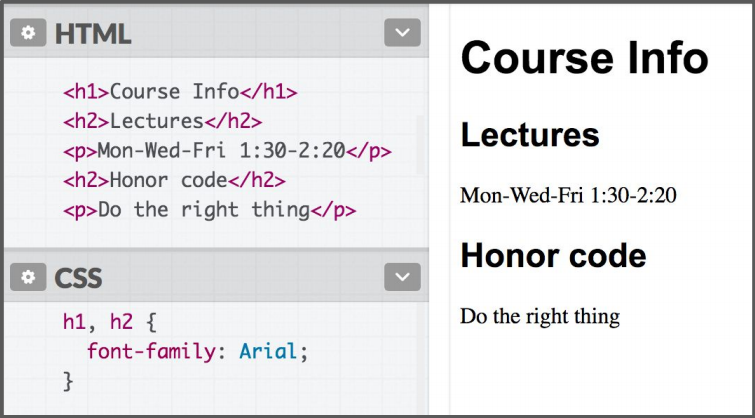 HTML
<h1>Course Info</h1>
<h2>Lectures</h2>
<p>Mon-Wed-Fri 1:30-2:20</p>
<h2>Honor code</h2>
<p>Do the right thing</p>
CSS
h1, h2 {
  font-family: Arial;
}
Course Info
Lectures
Mon-Wed-Fri 1:30-2:20
Honor code
Do the right thing